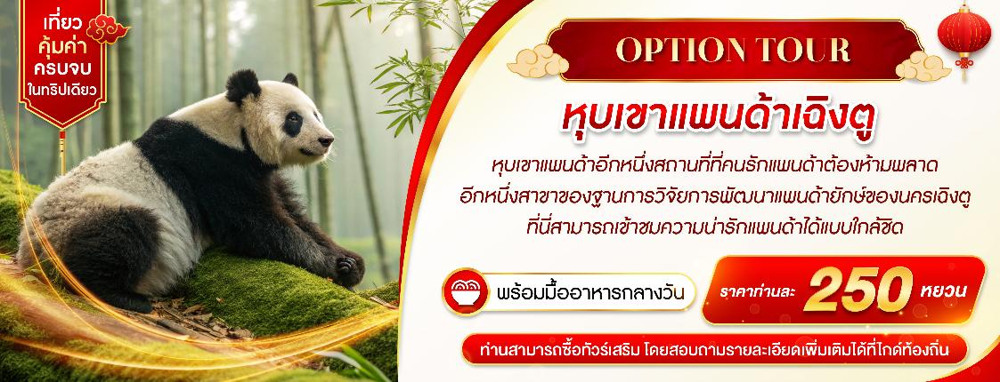 เที่ยว
คุ้มค่า
ครบจบ
ในทริปเดียว
OPTION TOUR
หุบเขาแพนด้าเฉิงตู
หุบเขาแพนด้าอีกหนึ่งสถานที่ที่คนรักแพนด้าต้องห้ามพลาด
อีกหนึ่งสาขาของฐานการวิจัยการพัฒนาแพนด้ายักษ์ของนครเฉิงตู
ที่นี่สามารถเข้าชมความน่ารักแพนด้าได้แบบใกล้ชิด
พร้อมมื้ออาหารกลางวัน
ราคาท่านละ 250 หยวน
ท่านสามารถซื้อทัวร์เสริม โดยสอบถามรายละเอียดเพิ่มเติมได้ที่ไกด์ท้องถิ่น